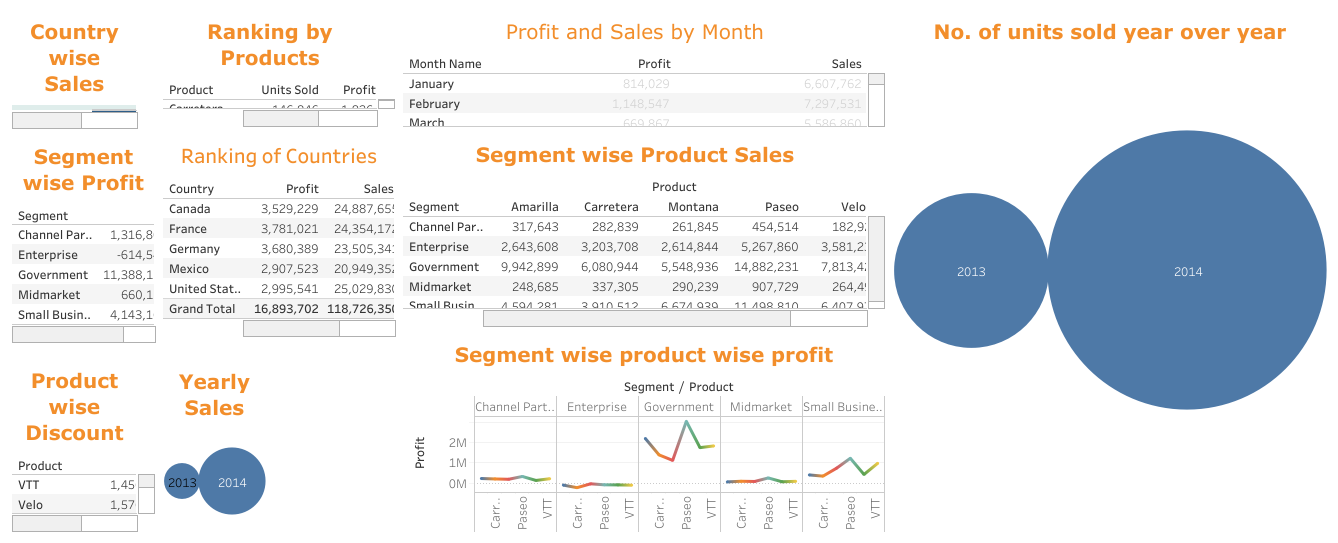 Country
wise
Sales
Ranking by
Products
Product Units Sold Profit
Profit and Sales by Month
Month Name Profit Sales
January 814,029 6,607,762
February 1,148,547 7,297,531
March 669,867 5,586,860
No. of units sold year over year
2013
2014
Segment
wise Profit
Segment
Channel Par.. 1,316,8
Enterprise -614,5
Government 11,388,1
Midmarket 660,1
Small Busin.. 4,143,1
Ranking of Countries
Country Profit Sales
Canada 3,529,229 24,887,655
France 3,781,021 24,354,172
Germany 3,680,389 23,505,341
Mexico 2,907,523 20,949,352
United Stat.. 2,995,541 25,029,830
Grand Total 16,893,702 118,726,350
Segment wise Product Sales
Product
Segment Amarilla Carretera Montana Paseo Velo
Channel Par.. 317,643 282,839 261,845 454,514 182,9
Enterprise 2,643,608 3,203,708 2,614,844 5,267,860 3,581,2
Government 9,942,899 6,080,944 5,548,936 14,882,231 7,813,4
Midmarket 248,685 337,305 290,239 907,729 264,4
Small Busin.. 4,594,281 3,910,512 6,674,939 11,498,810 6,407,9
Product
wise
Discount
Product
VTT 1,45
Velo 1,57
Yearly
Sales
2013
2014
Segment wise product wise profit
Segment / Product
Channel Part.. Enterprise Government Midmarket Small Busine..
Profit
2M
1M
0M
Carr.. Paseo VTT Carr.. Paseo VTT Carr.. Paseo VTT Carr.. Paseo VTT Carr.. Paseo VTT